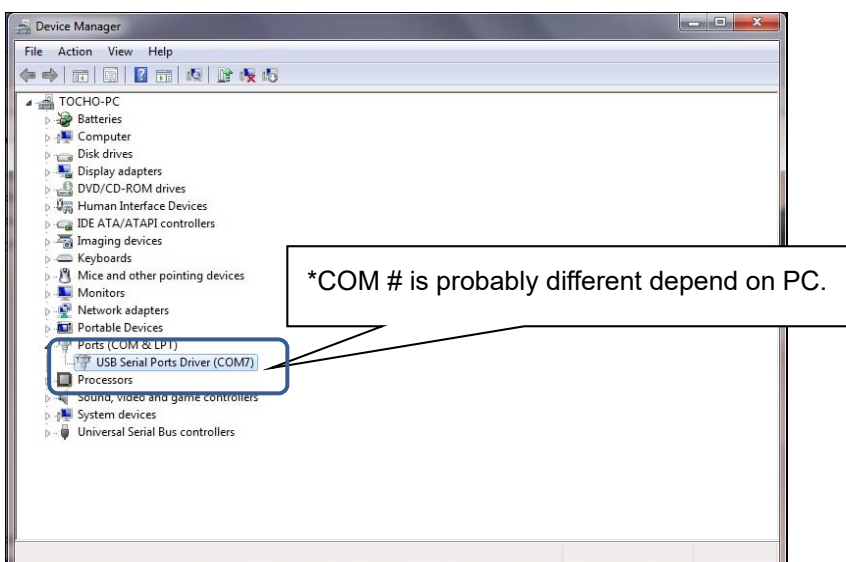 Device Manager
File Action View Help
TOCHO-PC
Batteries
Computer
Disk drives
Display adapters
DVD/CD-ROM drives
Human Interface Devices
IDE ATA/ATAPI controllers
Imaging devices
Keyboards
Mice and other pointing devices
Monitors
Network adapters
Portable Devices
Ports (COM & LPT)
USB Serial Ports Driver (COM7)
Processors
Sound, video and game controllers
System devices
Universal Serial Bus controllers
*COM # is probably different depend on PC.